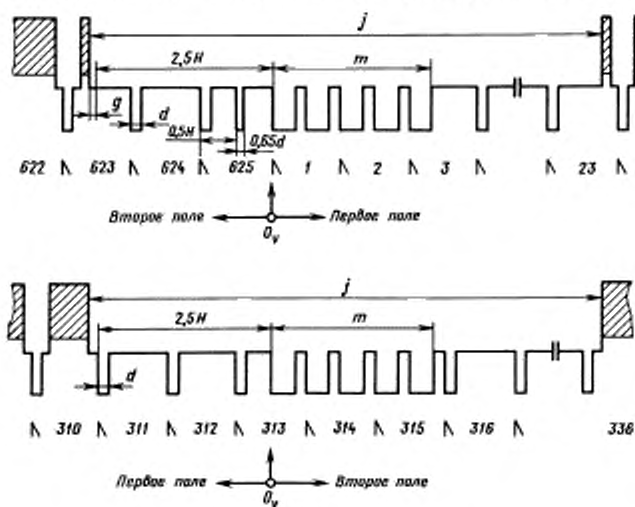 j
2,5H m
g d 0,5H 0,65d
622 623 624 625 1 2 3 23
Второе поле Первое поле
0v
j
2,5H m
d
310 311 312 313 314 315 316 338
Первое поле Второе поле
0v